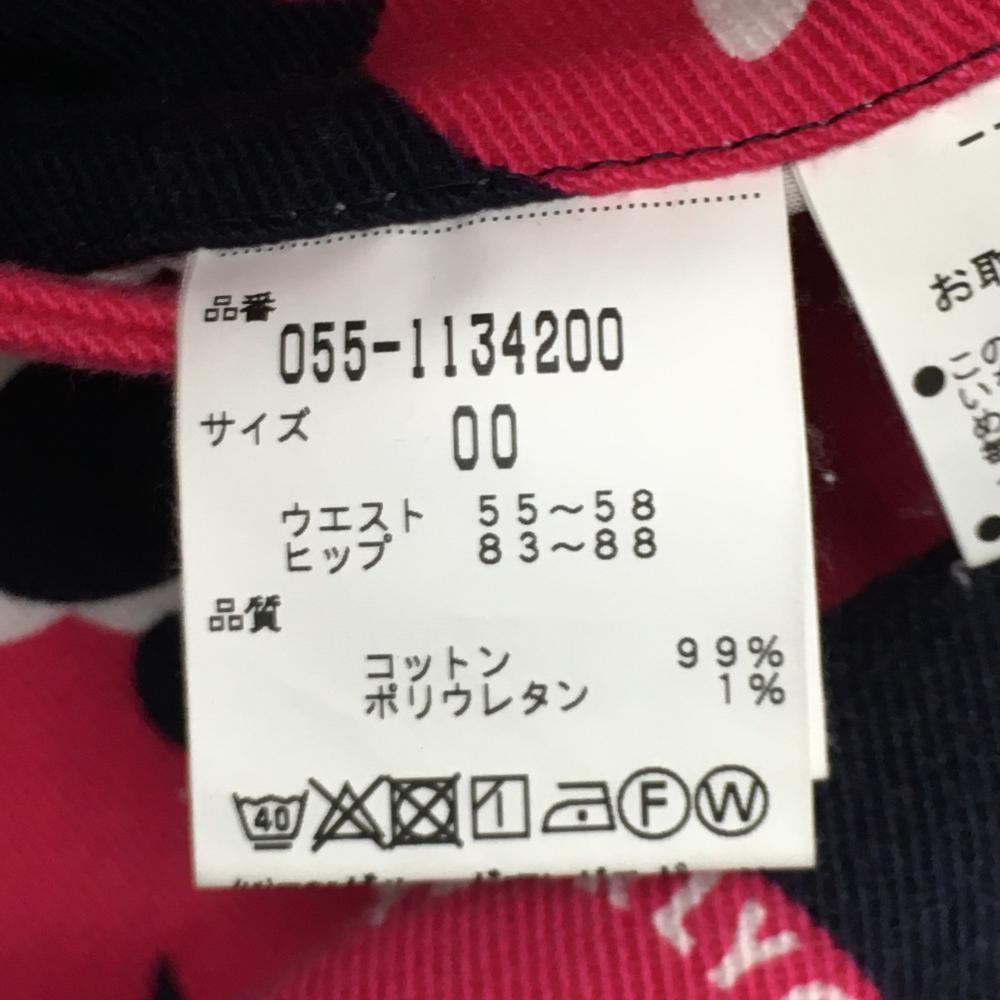 品番
055-1134200
サイズ 00
ウエスト 55～58
ヒップ 83～88
品質
コットン 99%
ポリウレタン 1%
40 F W
お取